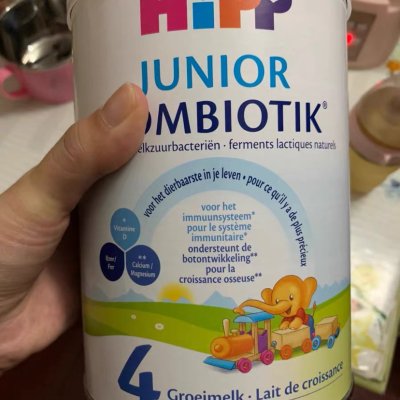 HiPP
JUNIOR
OMBIOTIK®
elkzuurbacteriën · ferments lactiques naturels
voor het dierbaarste in je leven · pour ce qu'il y a de plus précieux
* Vitamine
D
IJzer/
Fer
** Calcium /
Magnesium
voor het
immuunsysteem*
pour le système
immunitaire*
ondersteunt de
botontwikkeling**
pour la
croissance osseuse**
4 Groeimelk · Lait de croissance